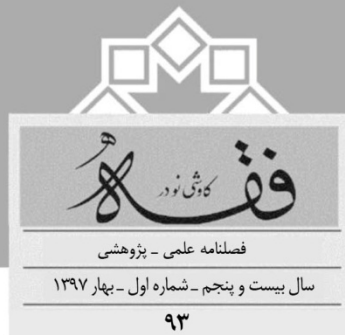 کاوشی نو در
فقه
فصلنامه علمی - پژوهشی
سال بیست و پنجم - شماره اول - بهار ۱۳۹۷
۹۳